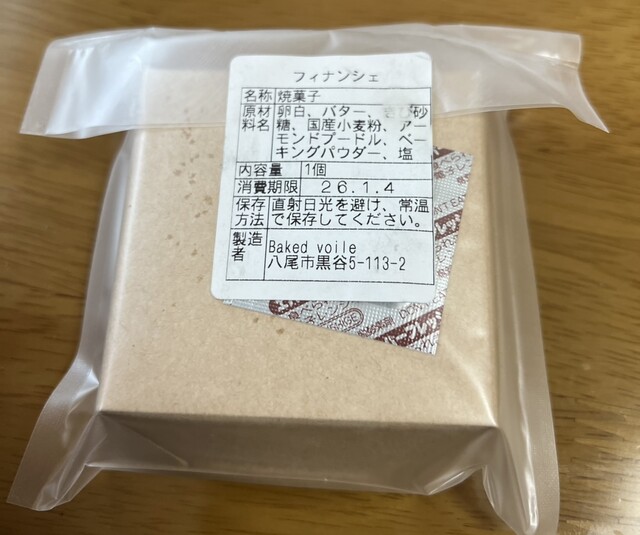 フィナンシェ
名称 焼菓子
原材料名 卵白、バター、きび砂
糖、国産小麦粉、アー
モンドプードル、ベー
キングパウダー、塩
内容量 1個
消費期限 26.1.4
保存方法 直射日光を避け、常温
で保存してください。
製造者 Baked voile
八尾市黒谷5-113-2